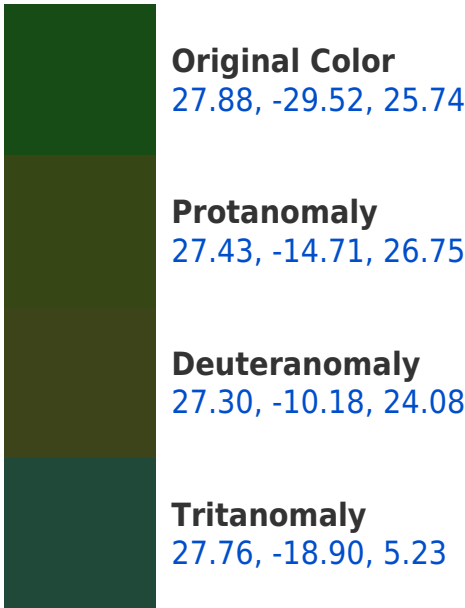 Original Color
27.88, -29.52, 25.74
Protanomaly
27.43, -14.71, 26.75
Deuteranomaly
27.30, -10.18, 24.08
Tritanomaly
27.76, -18.90, 5.23